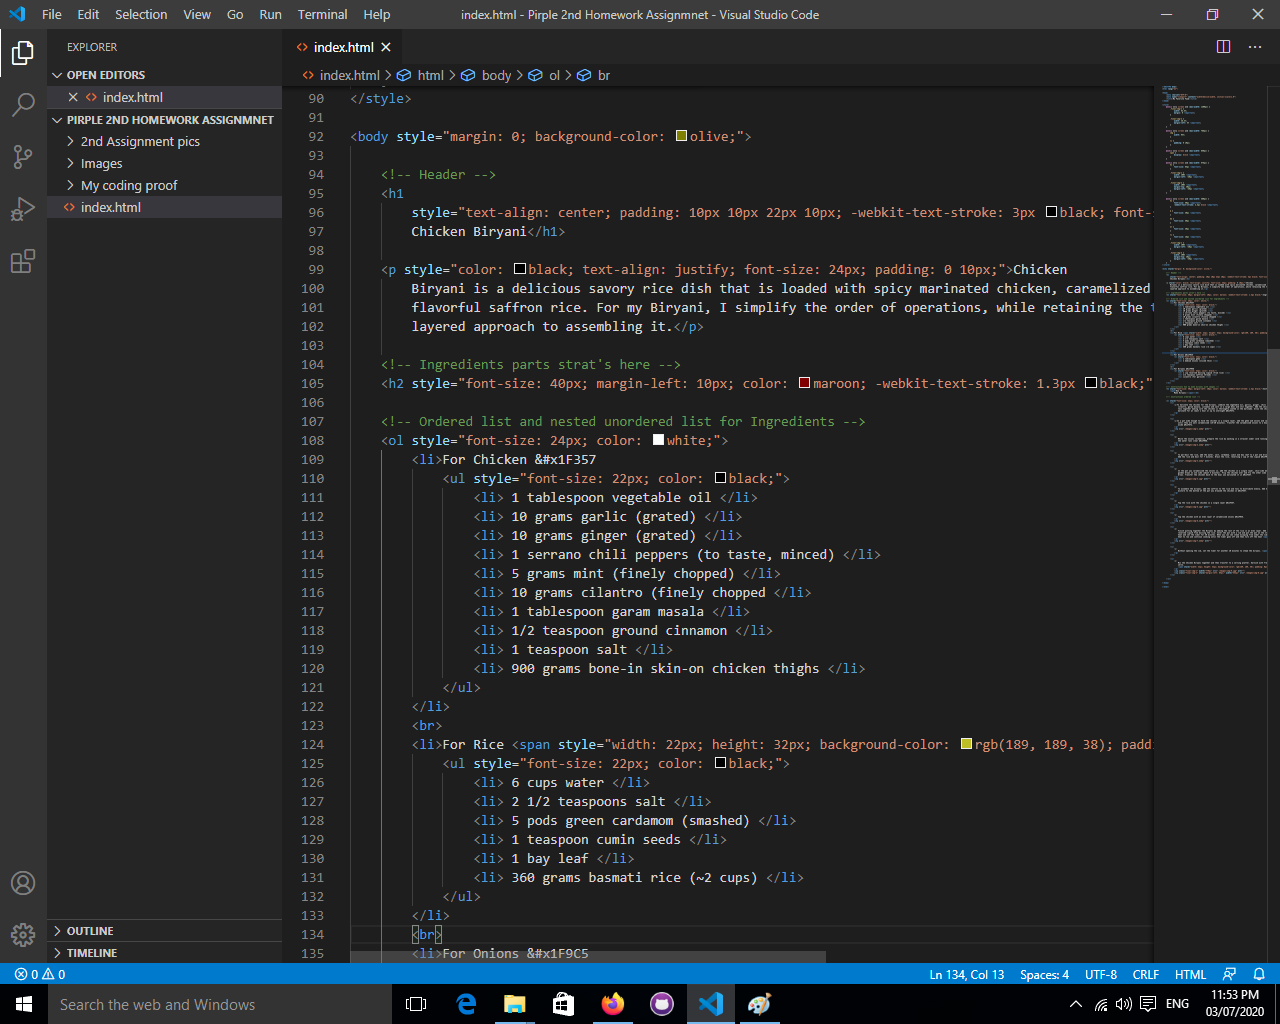 File Edit Selection View Go Run Terminal Help
index.html - Pirple 2nd Homework Assignmnet - Visual Studio Code
EXPLORER
OPEN EDITORS
index.html
PIRPLE 2ND HOMEWORK ASSIGNMNET
2nd Assignment pics
Images
My coding proof
index.html
OUTLINE
TIMELINE
index.html
index.html > html > body > ol > br
90 </style>
91
92 <body style="margin: 0; background-color: olive;">
93
94 <!-- Header -->
95 <h1
96 style="text-align: center; padding: 10px 10px 22px 10px; -webkit-text-stroke: 3px black; font-
97 Chicken Biryani</h1>
98
99 <p style="color: black; text-align: justify; font-size: 24px; padding: 0 10px;">Chicken
100 Biryani is a delicious savory rice dish that is loaded with spicy marinated chicken, caramelized
101 flavorful saffron rice. For my Biryani, I simplify the order of operations, while retaining the
102 layered approach to assembling it.</p>
103
104 <!-- Ingredients parts strat's here -->
105 <h2 style="font-size: 40px; margin-left: 10px; color: maroon; -webkit-text-stroke: 1.3px black;"
106
107 <!-- Ordered list and nested unordered list for Ingredients -->
108 <ol style="font-size: 24px; color: white;">
109 <li>For Chicken &#x1F357
110 <ul style="font-size: 22px; color: black;">
111 <li> 1 tablespoon vegetable oil </li>
112 <li> 10 grams garlic (grated) </li>
113 <li> 10 grams ginger (grated) </li>
114 <li> 1 serrano chili peppers (to taste, minced) </li>
115 <li> 5 grams mint (finely chopped) </li>
116 <li> 10 grams cilantro (finely chopped </li>
117 <li> 1 tablespoon garam masala </li>
118 <li> 1/2 teaspoon ground cinnamon </li>
119 <li> 1 teaspoon salt </li>
120 <li> 900 grams bone-in skin-on chicken thighs </li>
121 </ul>
122 </li>
123 <br>
124 <li>For Rice <span style="width: 22px; height: 32px; background-color: rgb(189, 189, 38); padd
125 <ul style="font-size: 22px; color: black;">
126 <li> 6 cups water </li>
127 <li> 2 1/2 teaspoons salt </li>
128 <li> 5 pods green cardamom (smashed) </li>
129 <li> 1 teaspoon cumin seeds </li>
130 <li> 1 bay leaf </li>
131 <li> 360 grams basmati rice (~2 cups) </li>
132 </ul>
133 </li>
134 <br>
135 <li>For Onions &#x1F9C5
0 0
Ln 134, Col 13 Spaces: 4 UTF-8 CRLF HTML
Search the web and Windows
ENG
11:53 PM
03/07/2020